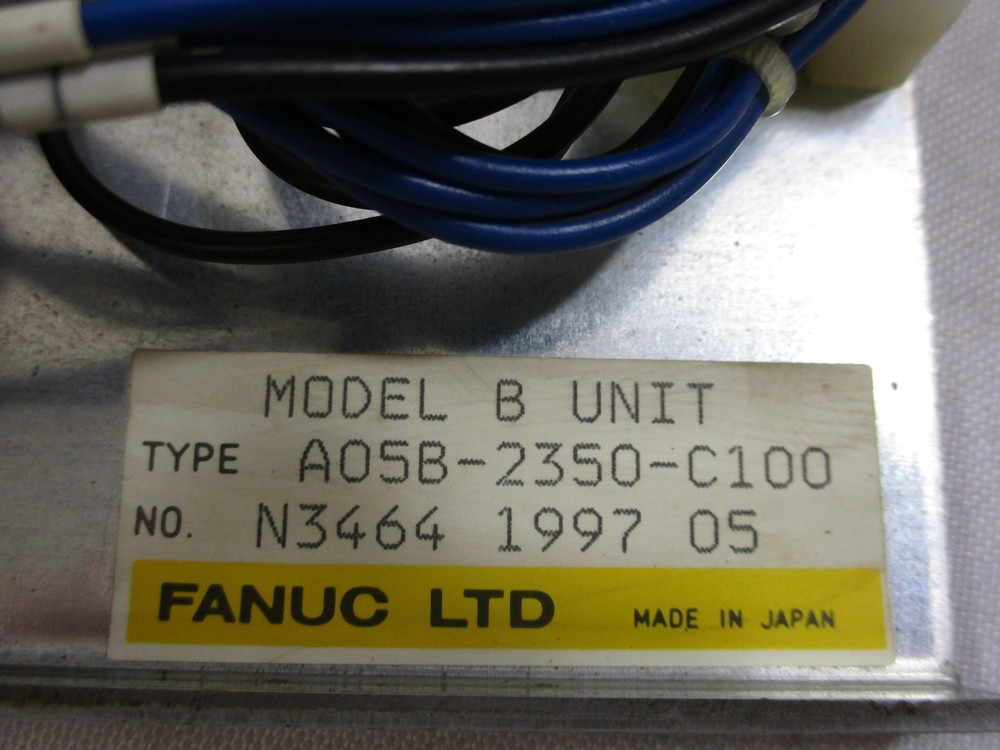 MODEL B UNIT
TYPE A05B-2350-C100
NO. N3464 1997 05
FANUC LTD MADE IN JAPAN